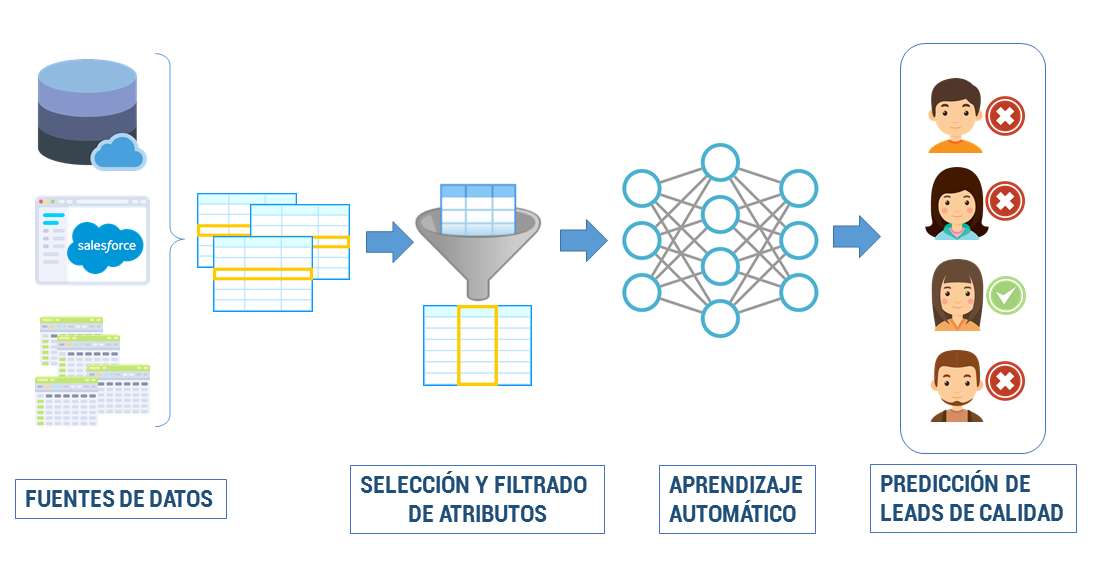 salesforce
FUENTES DE DATOS
SELECCIÓN Y FILTRADO
DE ATRIBUTOS
APRENDIZAJE
AUTOMÁTICO
PREDICCIÓN DE
LEADS DE CALIDAD